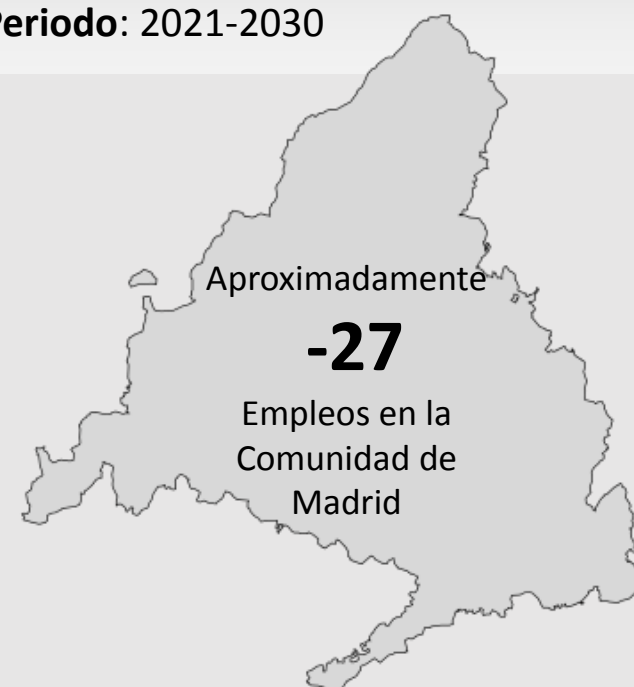 Periodo: 2021-2030
Aproximadamente
-27
Empleos en la
Comunidad de
Madrid